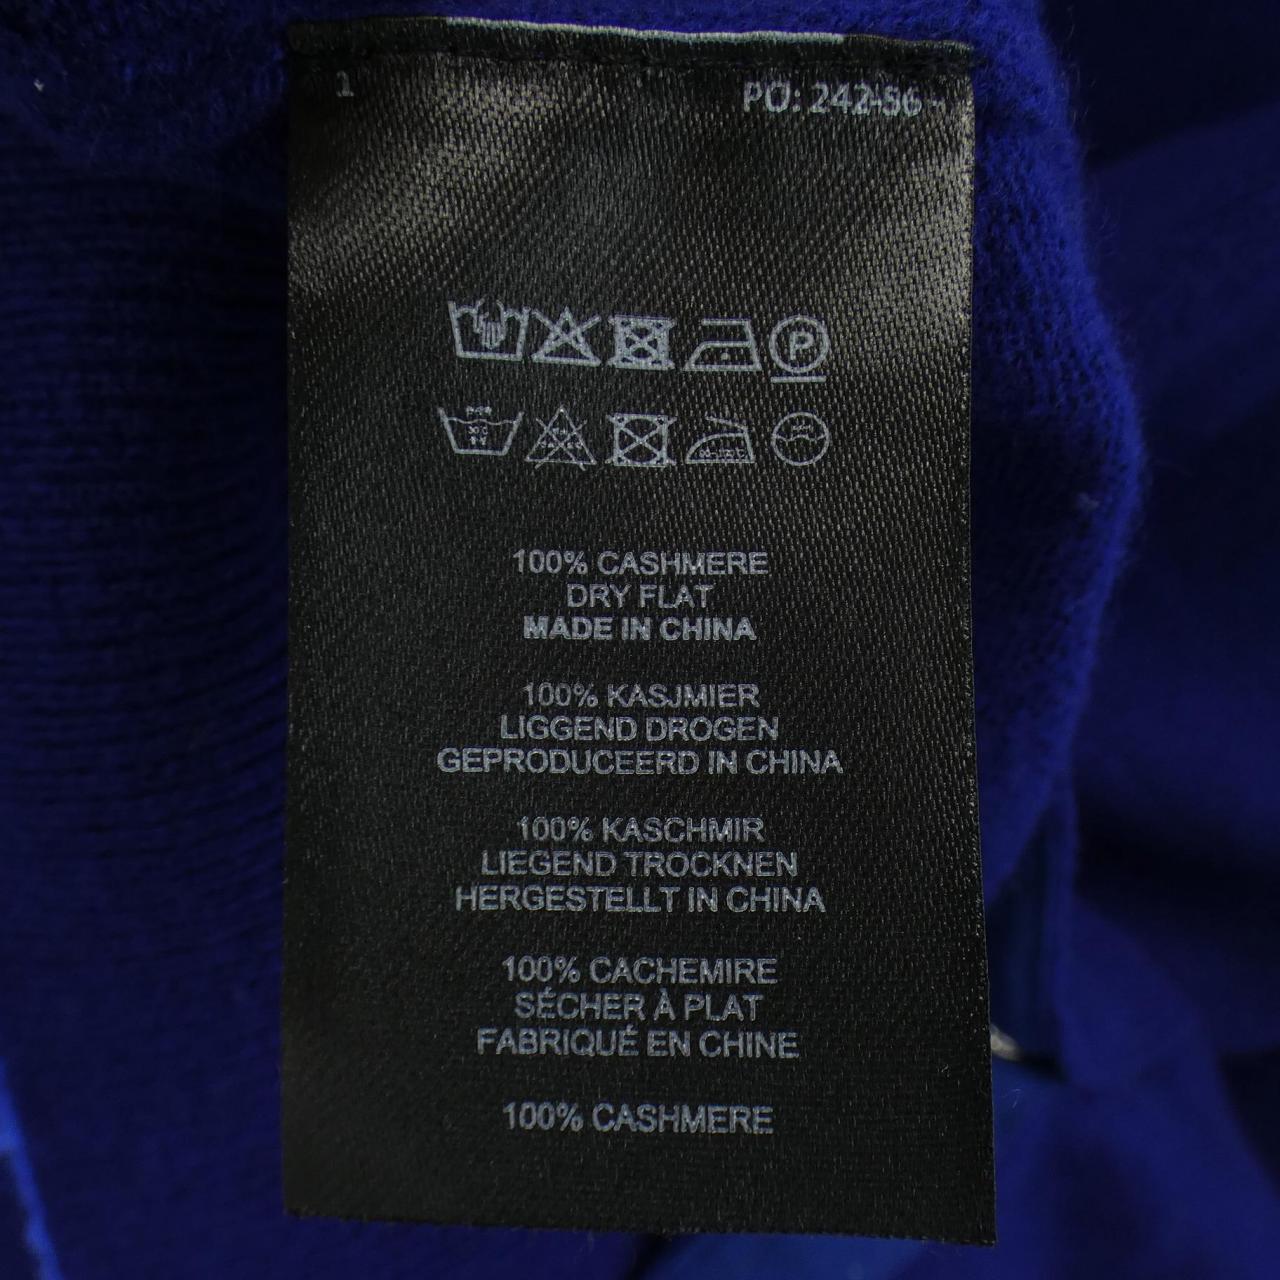 1
PO: 242-56
P
30°C
100% CASHMERE
DRY FLAT
MADE IN CHINA
100% KASJMIER
LIGGEND DROGEN
GEPRODUCEERD IN CHINA
100% KASCHMIR
LIEGEND TROCKNEN
HERGESTELLT IN CHINA
100% CACHEMIRE
SÉCHER À PLAT
FABRIQUÉ EN CHINE
100% CASHMERE